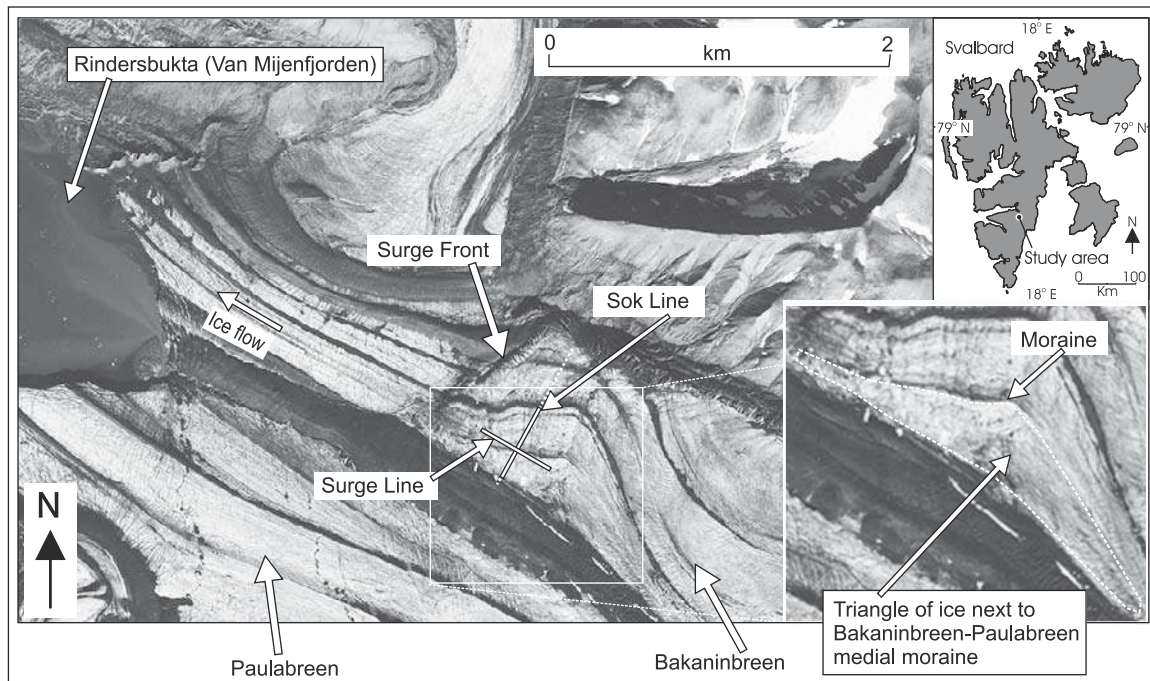 Rindersbukta (Van Mijenfjorden)
0 2
km
Svalbard
18° E
79° N
79° N
Study area
N
0 100
Km
18° E
Surge Front
Sok Line
Ice flow
Surge Line
Moraine
N
Triangle of ice next to
Bakaninbreen-Paulabreen
medial moraine
Paulabreen
Bakaninbreen